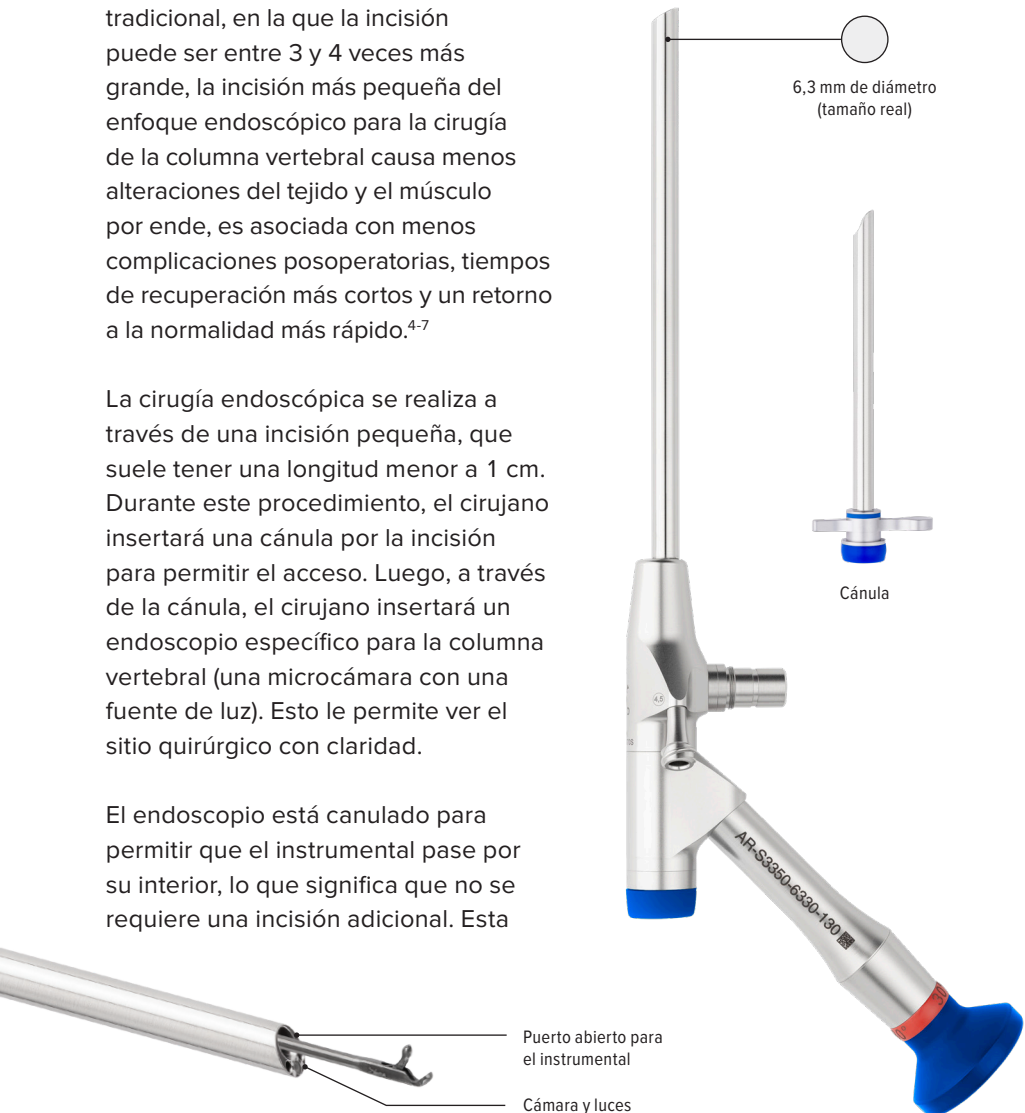 tradicional, en la que la incisión
puede ser entre 3 y 4 veces más
grande, la incisión más pequeña del
enfoque endoscópico para la cirugía
de la columna vertebral causa menos
alteraciones del tejido y el músculo
por ende, es asociada con menos
complicaciones posoperatorias, tiempos
de recuperación más cortos y un retorno
a la normalidad más rápido.⁴⁻⁷
La cirugía endoscópica se realiza a
través de una incisión pequeña, que
suele tener una longitud menor a 1 cm.
Durante este procedimiento, el cirujano
insertará una cánula por la incisión
para permitir el acceso. Luego, a través
de la cánula, el cirujano insertará un
endoscopio específico para la columna
vertebral (una microcámara con una
fuente de luz). Esto le permite ver el
sitio quirúrgico con claridad.
El endoscopio está canulado para
permitir que el instrumental pase por
su interior, lo que significa que no se
requiere una incisión adicional. Esta
6,3 mm de diámetro
(tamaño real)
Cánula
4,5
AR-S3350-6330-130
Puerto abierto para
el instrumental
Cámara y luces